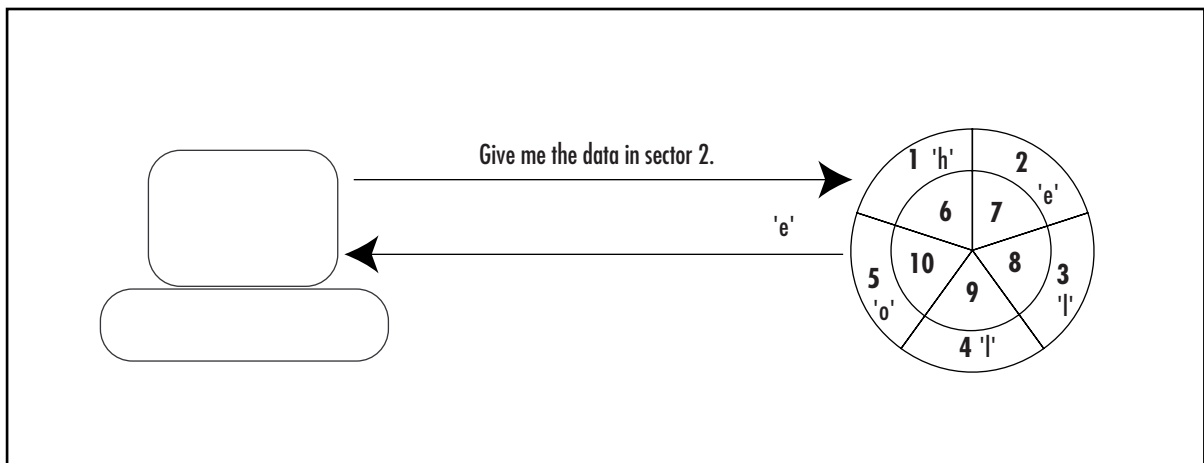 Give me the data in sector 2.
'e'
1 'h'
2
'e'
6
7
10
8
5
'o'
9
3
'l'
4 'l'